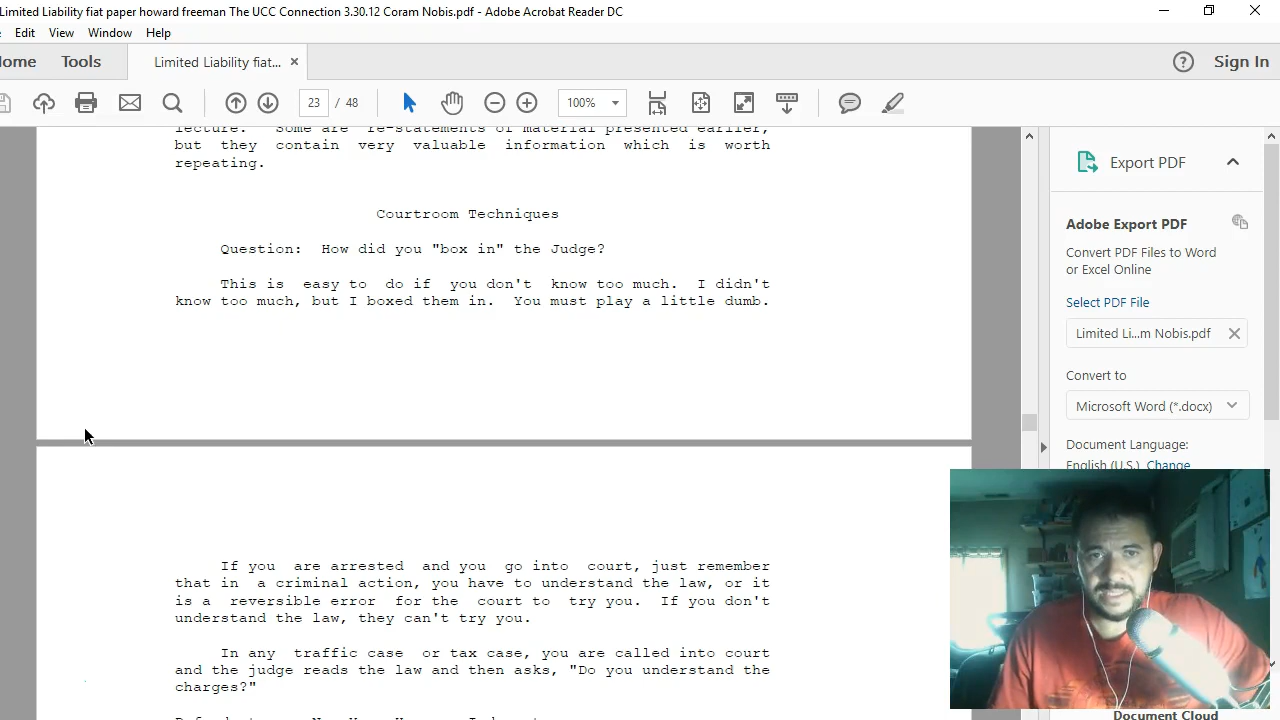 Limited Liability fiat paper howard freeman The UCC Connection 3.30.12 Coram Nobis.pdf - Adobe Acrobat Reader DC
Edit View Window Help
Tools
Limited Liability fiat...
Sign In
23 / 48
100%
lecture. Some are re-statements of material presented earlier,
but they contain very valuable information which is worth
repeating.
Courtroom Techniques
Question: How did you "box in" the Judge?
This is easy to do if you don't know too much. I didn't
know too much, but I boxed them in. You must play a little dumb.
If you are arrested and you go into court, just remember
that in a criminal action, you have to understand the law, or it
is a reversible error for the court to try you. If you don't
understand the law, they can't try you.
In any traffic case or tax case, you are called into court
and the judge reads the law and then asks, "Do you understand the
charges?"
Export PDF
Adobe Export PDF
Convert PDF Files to Word
or Excel Online
Select PDF File
Limited Li...m Nobis.pdf
Convert to
Microsoft Word (*.docx)
Document Language:
English (U.S.) Change
Document Cloud